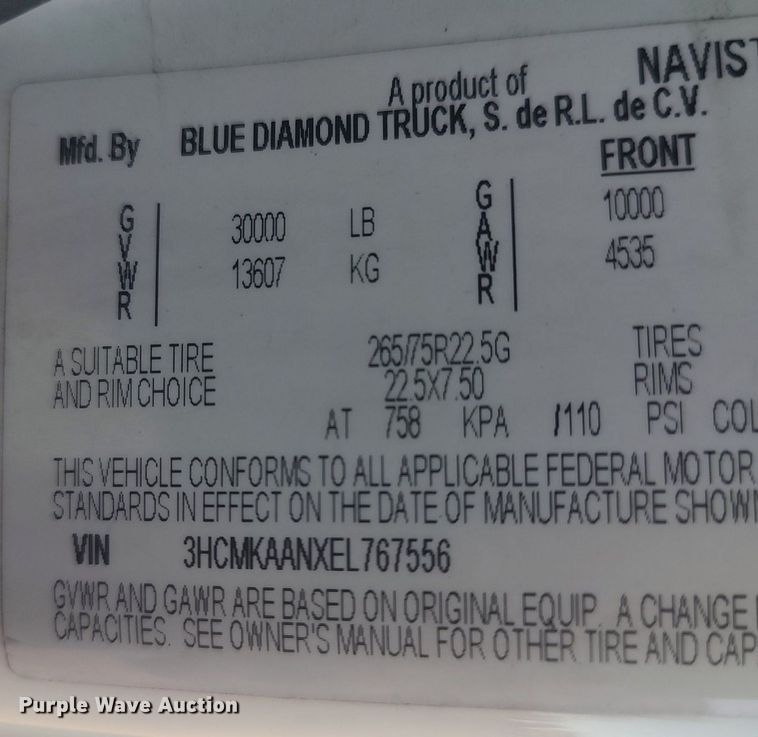 A product of NAVIST
Mfd. By BLUE DIAMOND TRUCK, S. de R.L. de C.V.
FRONT
GVWR 30000 LB GAWR 10000
13607 KG 4535
A SUITABLE TIRE 265/75R22.5G TIRES
AND RIM CHOICE 22.5X7.50 RIMS
AT 758 KPA /110 PSI COL
THIS VEHICLE CONFORMS TO ALL APPLICABLE FEDERAL MOTOR
STANDARDS IN EFFECT ON THE DATE OF MANUFACTURE SHOWN
VIN 3HCMKAANXEL767556
GVWR AND GAWR ARE BASED ON ORIGINAL EQUIP. A CHANGE
CAPACITIES. SEE OWNER'S MANUAL FOR OTHER TIRE AND CAP
Purple Wave Auction